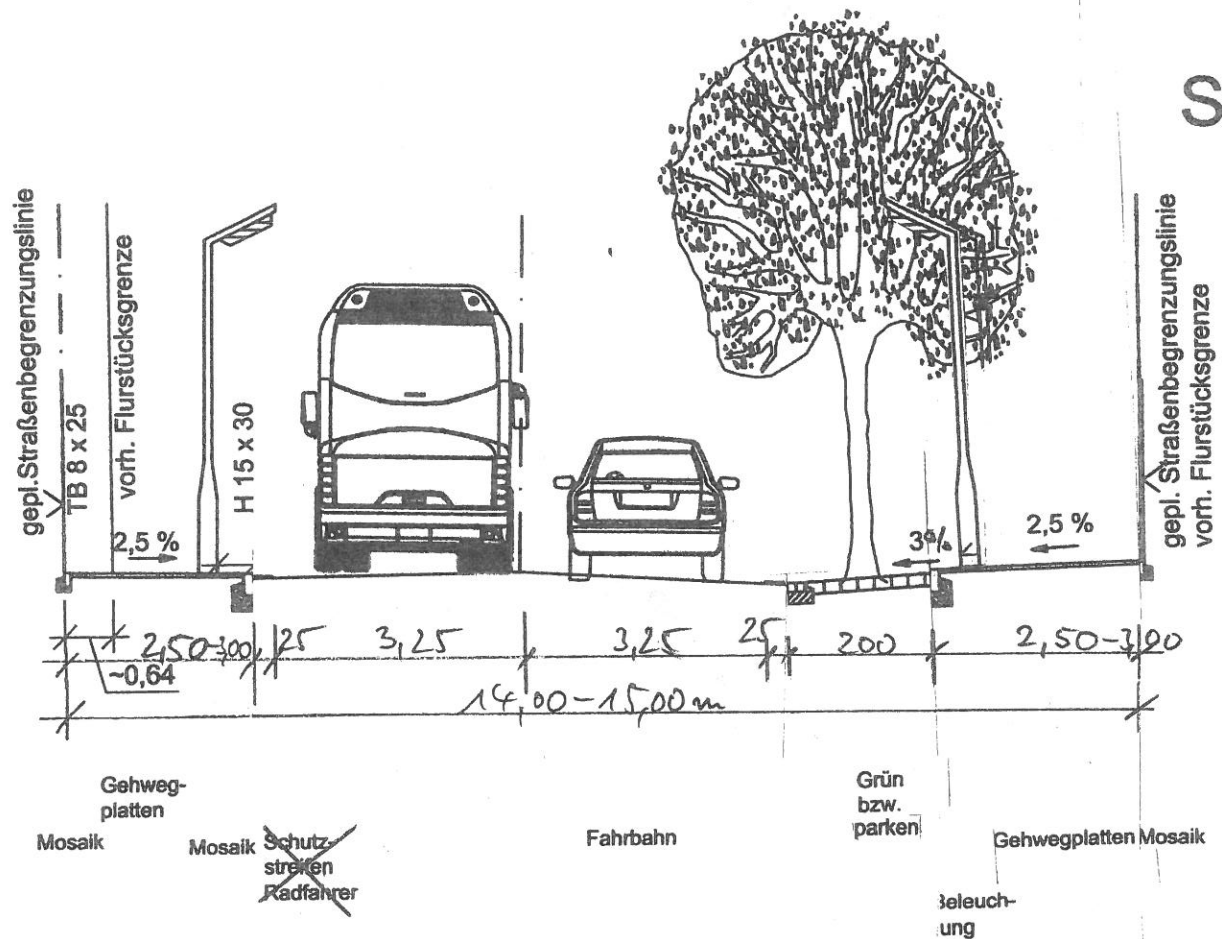 S
gepl.Straßenbegrenzungslinie
TB 8 x 25
vorh. Flurstücksgrenze
H 15 x 30
gepl. Straßenbegrenzungslinie
vorh. Flurstücksgrenze
2,5 %
3%
2,5 %
2,50-3,00
25
3,25
3,25
25
200
2,50-3,00
~0,64
14,00-15,00m
Gehweg-
platten
Mosaik
Mosaik
Schutz-
streifen
Radfahrer
Fahrbahn
Grün
bzw.
parken
Gehwegplatten Mosaik
Beleuch-
ung